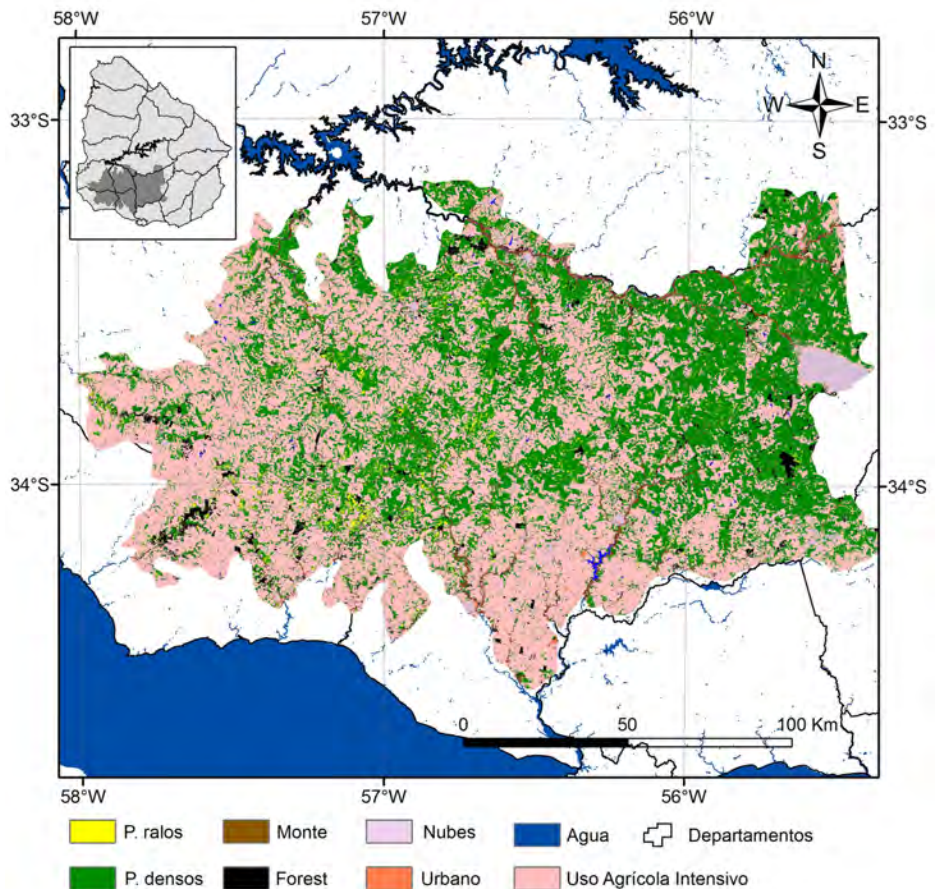 58°W 57°W 56°W
N
W E
S
33°S 33°S
34°S 34°S
0 50 100 Km
58°W 57°W 56°W
P. ralos Monte Nubes Agua Departamentos
P. densos Forest Urbano Uso Agrícola Intensivo